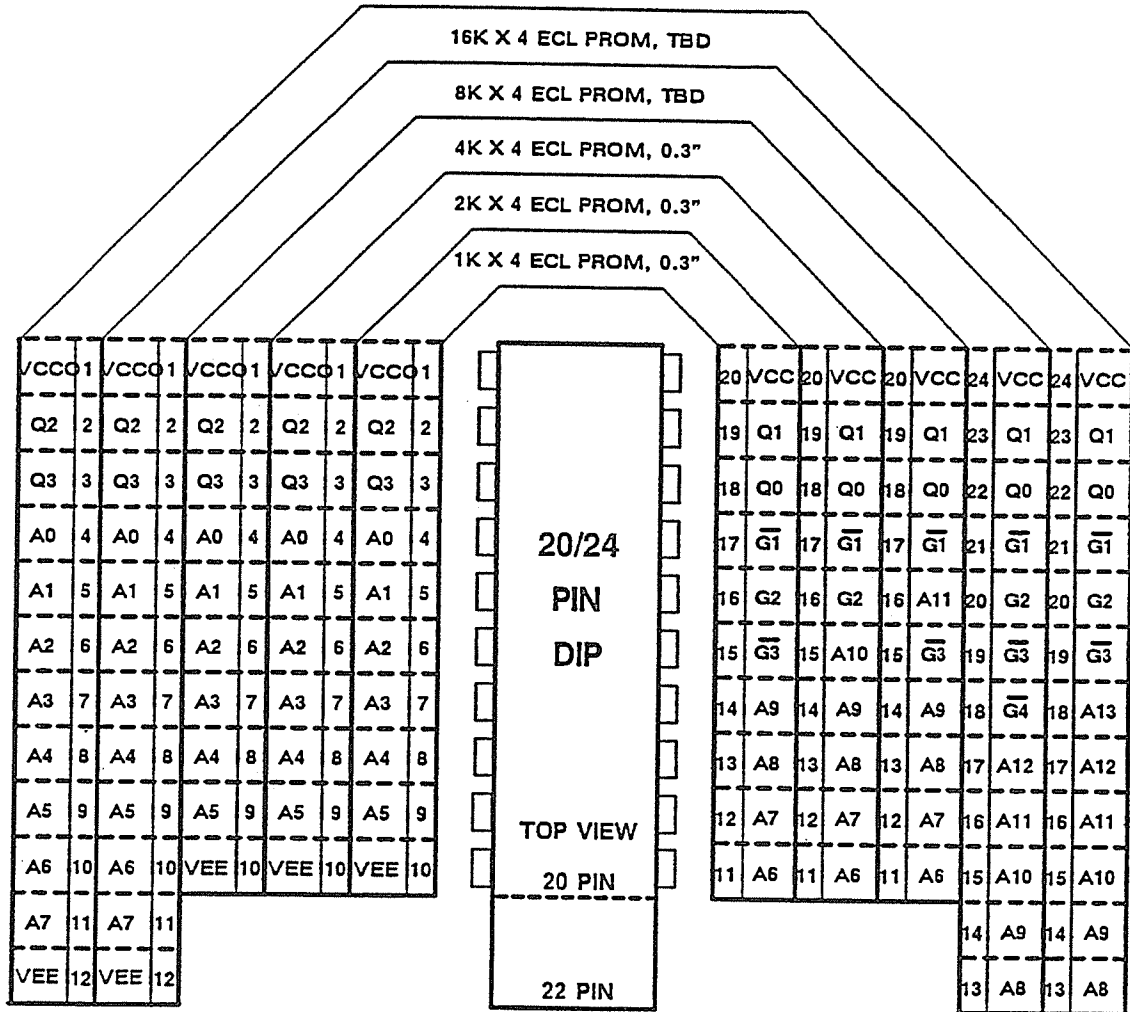 16K X 4 ECL PROM, TBD
8K X 4 ECL PROM, TBD
4K X 4 ECL PROM, 0.3"
2K X 4 ECL PROM, 0.3"
1K X 4 ECL PROM, 0.3"
VCCO 1 VCCO 1 VCCO 1 VCCO 1 VCCO 1 20 VCC 20 VCC 20 VCC 24 VCC 24 VCC
Q2 2 Q2 2 Q2 2 Q2 2 Q2 2 19 Q1 19 Q1 19 Q1 23 Q1 23 Q1
Q3 3 Q3 3 Q3 3 Q3 3 Q3 3 18 Q0 18 Q0 18 Q0 22 Q0 22 Q0
A0 4 A0 4 A0 4 A0 4 A0 4 17 G1̅ 17 G1̅ 17 G1̅ 21 G1̅ 21 G1̅
A1 5 A1 5 A1 5 A1 5 A1 5 16 G2 16 G2 16 A11 20 G2 20 G2
A2 6 A2 6 A2 6 A2 6 A2 6 15 G3̅ 15 A10 15 G3̅ 19 G3̅ 19 G3̅
A3 7 A3 7 A3 7 A3 7 A3 7 14 A9 14 A9 14 A9 18 G4̅ 18 A13
A4 8 A4 8 A4 8 A4 8 A4 8 13 A8 13 A8 13 A8 17 A12 17 A12
A5 9 A5 9 A5 9 A5 9 A5 9 12 A7 12 A7 12 A7 16 A11 16 A11
A6 10 A6 10 VEE 10 VEE 10 VEE 10 11 A6 11 A6 11 A6 15 A10 15 A10
A7 11 A7 11 14 A9 14 A9
VEE 12 VEE 12 13 A8 13 A8
20/24
PIN
DIP
TOP VIEW
20 PIN
22 PIN